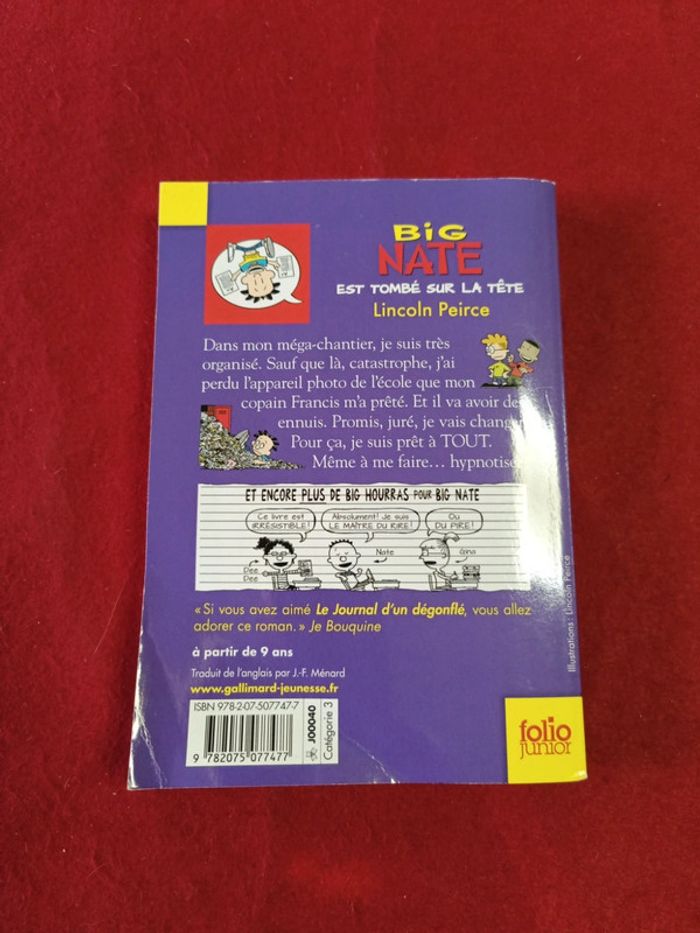 BiG
NATE
EST TOMBÉ SUR LA TÊTE
Lincoln Peirce
Dans mon méga-chantier, je suis très
organisé. Sauf que là, catastrophe, j'ai
perdu l'appareil photo de l'école que mon
copain Francis m'a prêté. Et il va avoir des
ennuis. Promis, juré, je vais
Pour ça, je suis prêt à TOUT.
Même à me faire…
ET ENCORE PLUS DE BIG HOURRAS POUR BIG NATE
Ce livre est
IRRÉSISTIBLE!
Absolument! Je suis
LE MAÎTRE DU RIRE!
Ou
DU PIRE!
Dee
Dee
Nate
Gina
« Si vous avez aimé Le Journal d'un dégonflé, vous allez
adorer ce roman. » Je Bouquine
à partir de 9 ans
Traduit de l'anglais par J.-F. Ménard
www.gallimard-jeunesse.fr
ISBN 978-2-07-507747-7
9 782075 077477
J00040
Catégorie 3
folio
junior
Illustrations : Lincoln Peirce